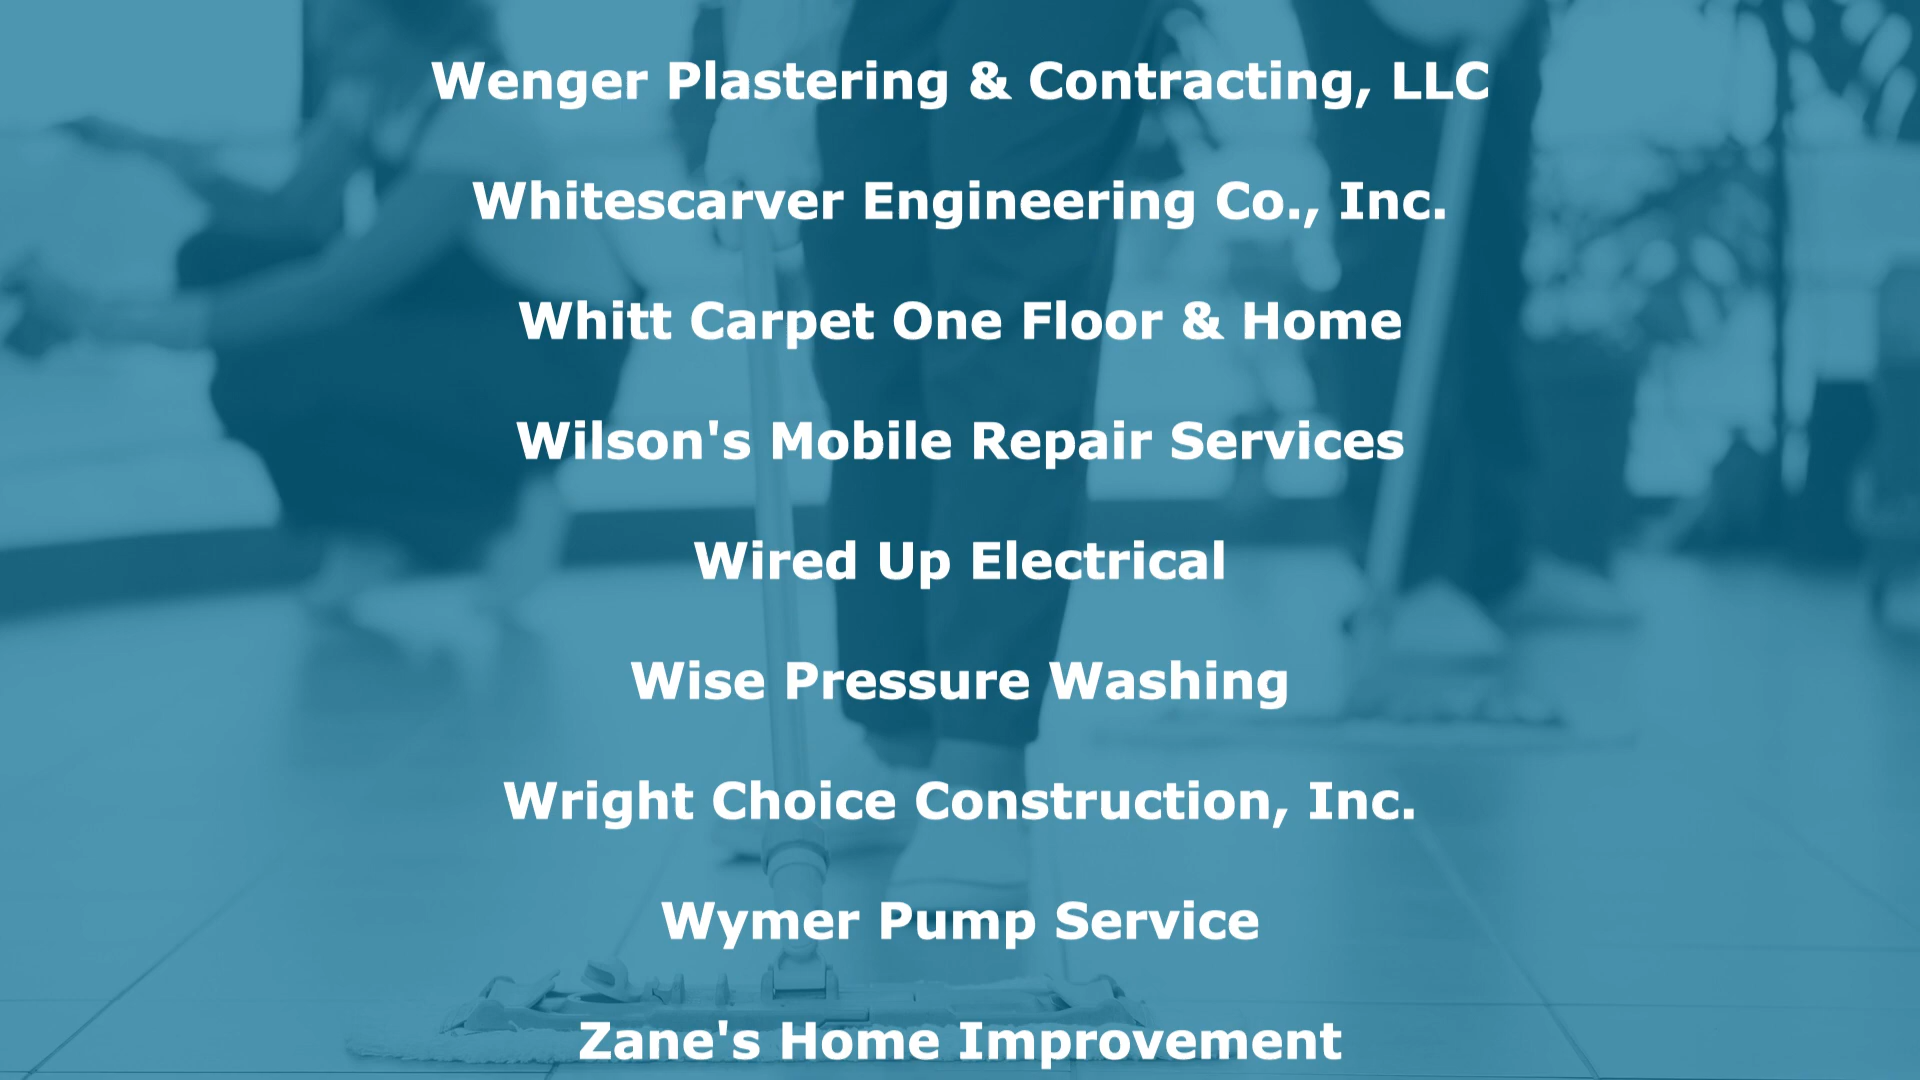 Wenger Plastering & Contracting, LLC
Whitescarver Engineering Co., Inc.
Whitt Carpet One Floor & Home
Wilson's Mobile Repair Services
Wired Up Electrical
Wise Pressure Washing
Wright Choice Construction, Inc.
Wymer Pump Service
Zane's Home Improvement